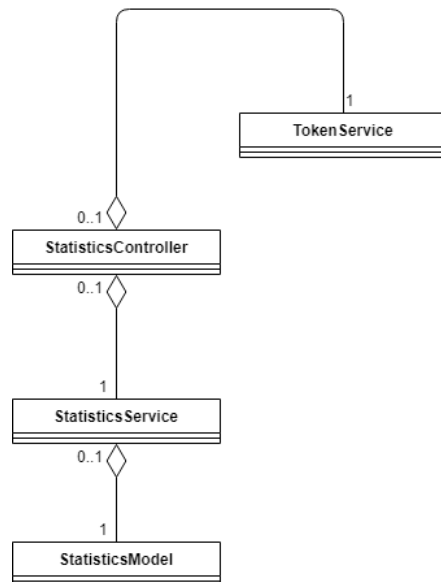 1
TokenService
0..1
StatisticsController
0..1
1
StatisticsService
0..1
1
StatisticsModel